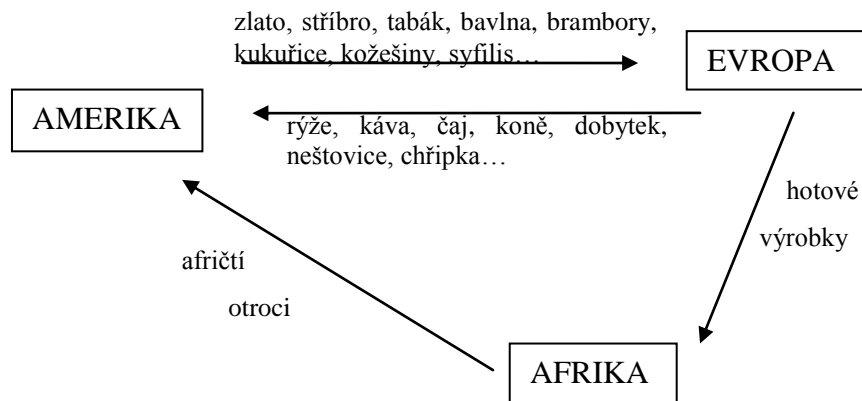 zlato, stříbro, tabák, bavlna, brambory,
kukuřice, kožešiny, syfilis…
EVROPA
AMERIKA
rýže, káva, čaj, koně, dobytek,
neštovice, chřipka…
hotové
výrobky
afričtí
otroci
AFRIKA